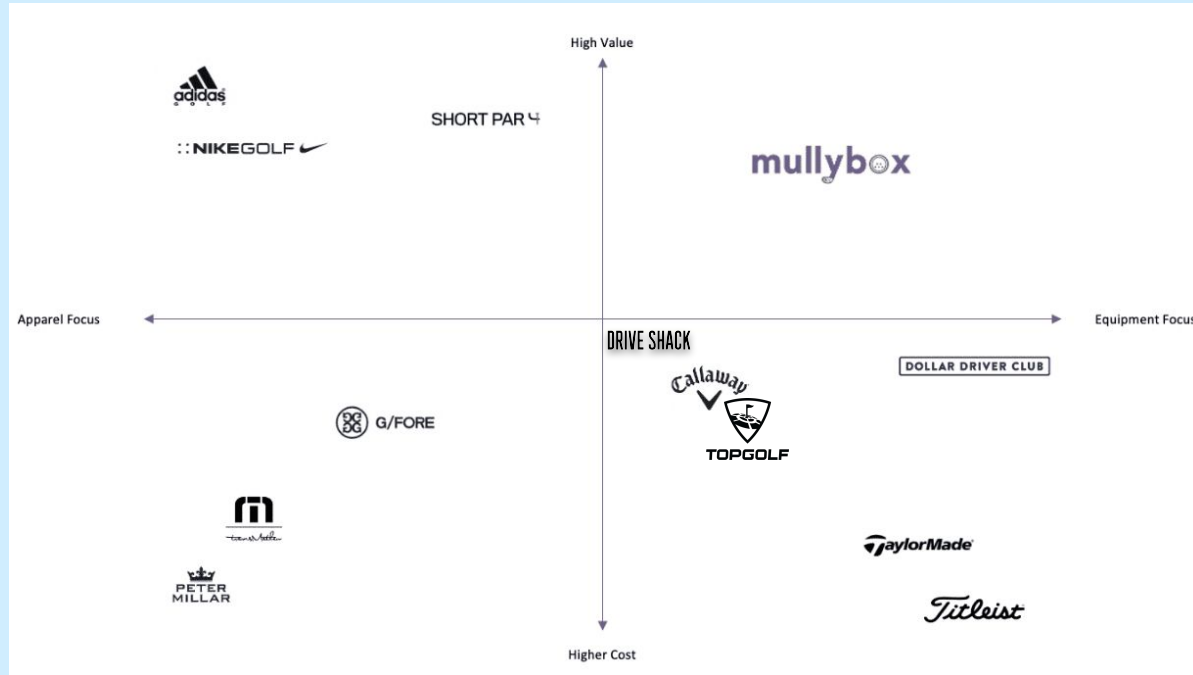 High Value
adidas
GOLF
SHORT PAR 4
::NIKEGOLF
mullybox
Apparel Focus
Equipment Focus
DRIVE SHACK
DOLLAR DRIVER CLUB
Callaway
G/FORE
TOPGOLF
TaylorMade
PETER
MILLAR
Titleist
Higher Cost